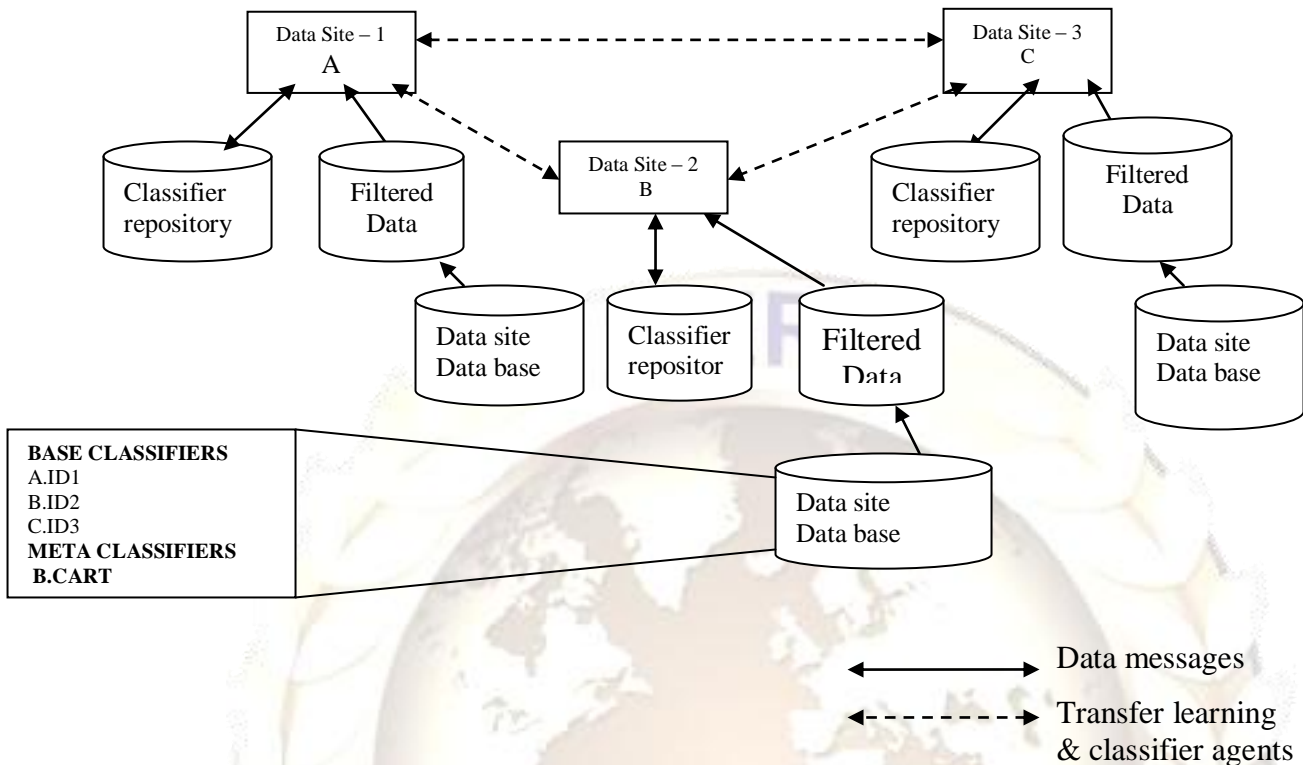 Data Site – 1
A
Data Site – 3
C
Data Site – 2
B
Classifier
repository
Filtered
Data
Classifier
repository
Filtered
Data
Data site
Data base
Classifier
repositor
Filtered
Data
Data site
Data base
BASE CLASSIFIERS
A.ID1
B.ID2
C.ID3
META CLASSIFIERS
B.CART
Data site
Data base
Data messages
Transfer learning
& classifier agents